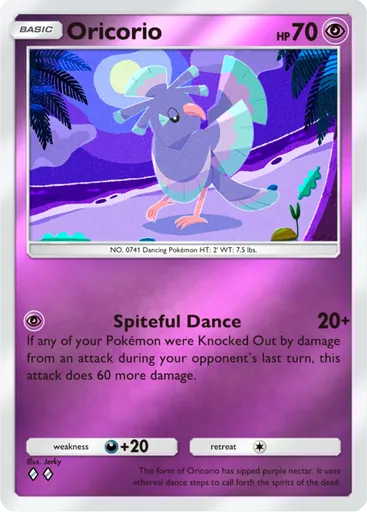 BASIC
Oricorio
HP 70
NO. 0741 Dancing Pokémon HT: 2' WT: 7.5 lbs.
Spiteful Dance 20+
If any of your Pokémon were Knocked Out by damage
from an attack during your opponent's last turn, this
attack does 60 more damage.
weakness +20 retreat
Illus. Jerky
This form of Oricorio has sipped purple nectar. It uses
ethereal dance steps to call forth the spirits of the dead.